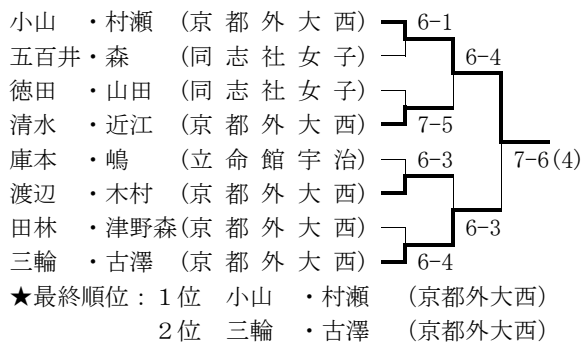 小山　・村瀬　(京 都 外 大 西) 6-1
五百井・森　　(同 志 社 女 子) 6-4
徳田　・山田　(同 志 社 女 子)
清水　・近江　(京 都 外 大 西) 7-5
庫本　・嶋　　(立 命 館 宇 治) 6-3 7-6(4)
渡辺　・木村　(京 都 外 大 西)
田林　・津野森(京 都 外 大 西) 6-3
三輪　・古澤　(京 都 外 大 西) 6-4
★最終順位：１位　小山　・村瀬　(京都外大西)
２位　三輪　・古澤　(京都外大西)